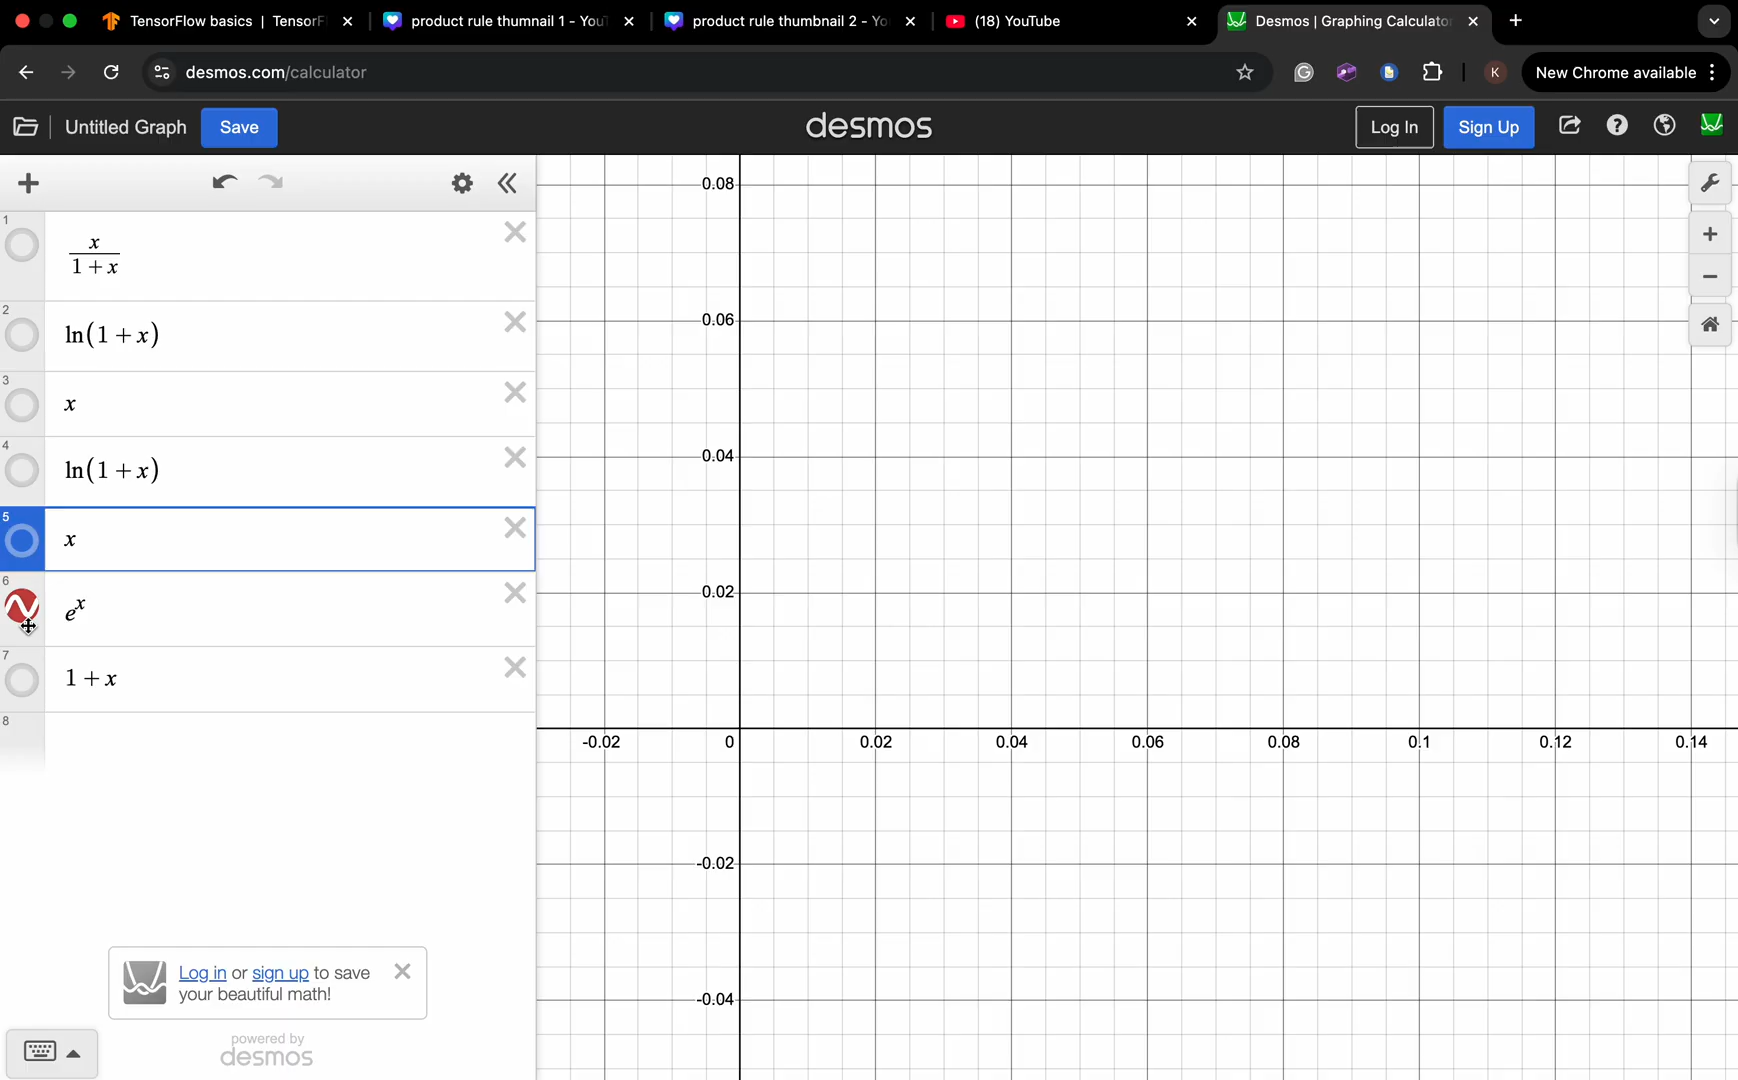 TensorFlow basics | TensorF
product rule thumnail 1 - YouT
product rule thumbnail 2 - Yo
(18) YouTube
Desmos | Graphing Calculato
desmos.com/calculator
K
New Chrome available
Untitled Graph
Save
desmos
Log In
Sign Up
1
x
1 + x
2
ln(1 + x)
3
x
4
ln(1 + x)
5
x
6
e^x
7
1 + x
8
0.08
0.06
0.04
0.02
-0.02
0
0.02
0.04
0.06
0.08
0.1
0.12
0.14
-0.02
-0.04
Log in or sign up to save
your beautiful math!
powered by
desmos